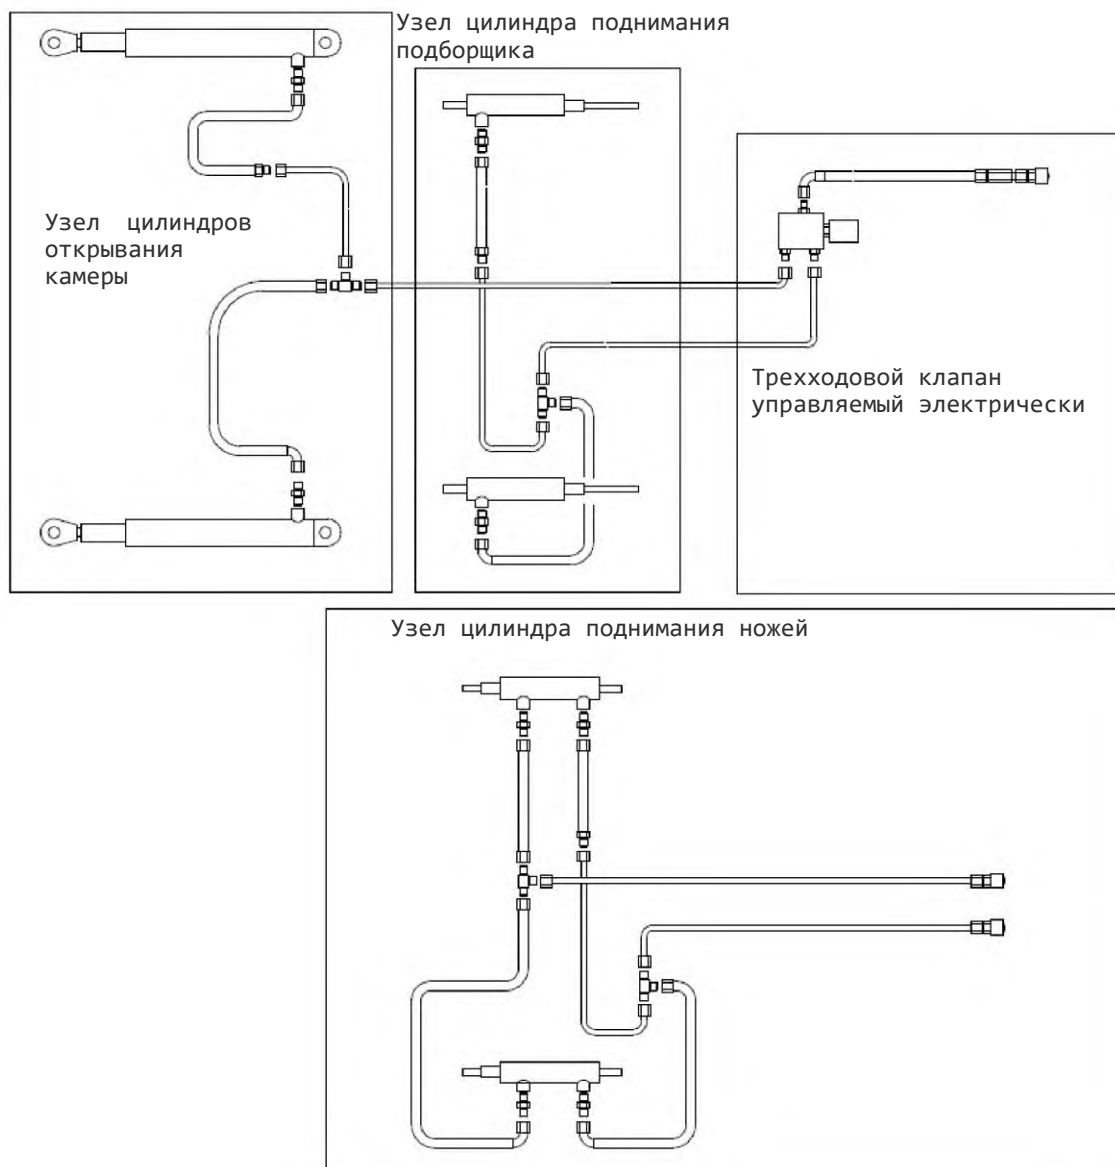 Узел цилиндра поднимания
подборщика
Узел цилиндров
открывания
камеры
Трехходовой клапан
управляемый электрически
Узел цилиндра поднимания ножей